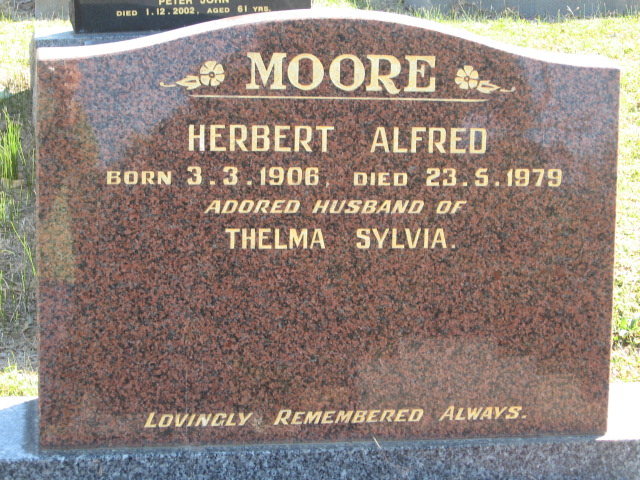 PETER JOHN
DIED 1.12.2002, AGED 61 YRS.
MOORE
HERBERT ALFRED
BORN 3.3.1906, DIED 23.5.1979
ADORED HUSBAND OF
THELMA SYLVIA.
LOVINGLY REMEMBERED ALWAYS.